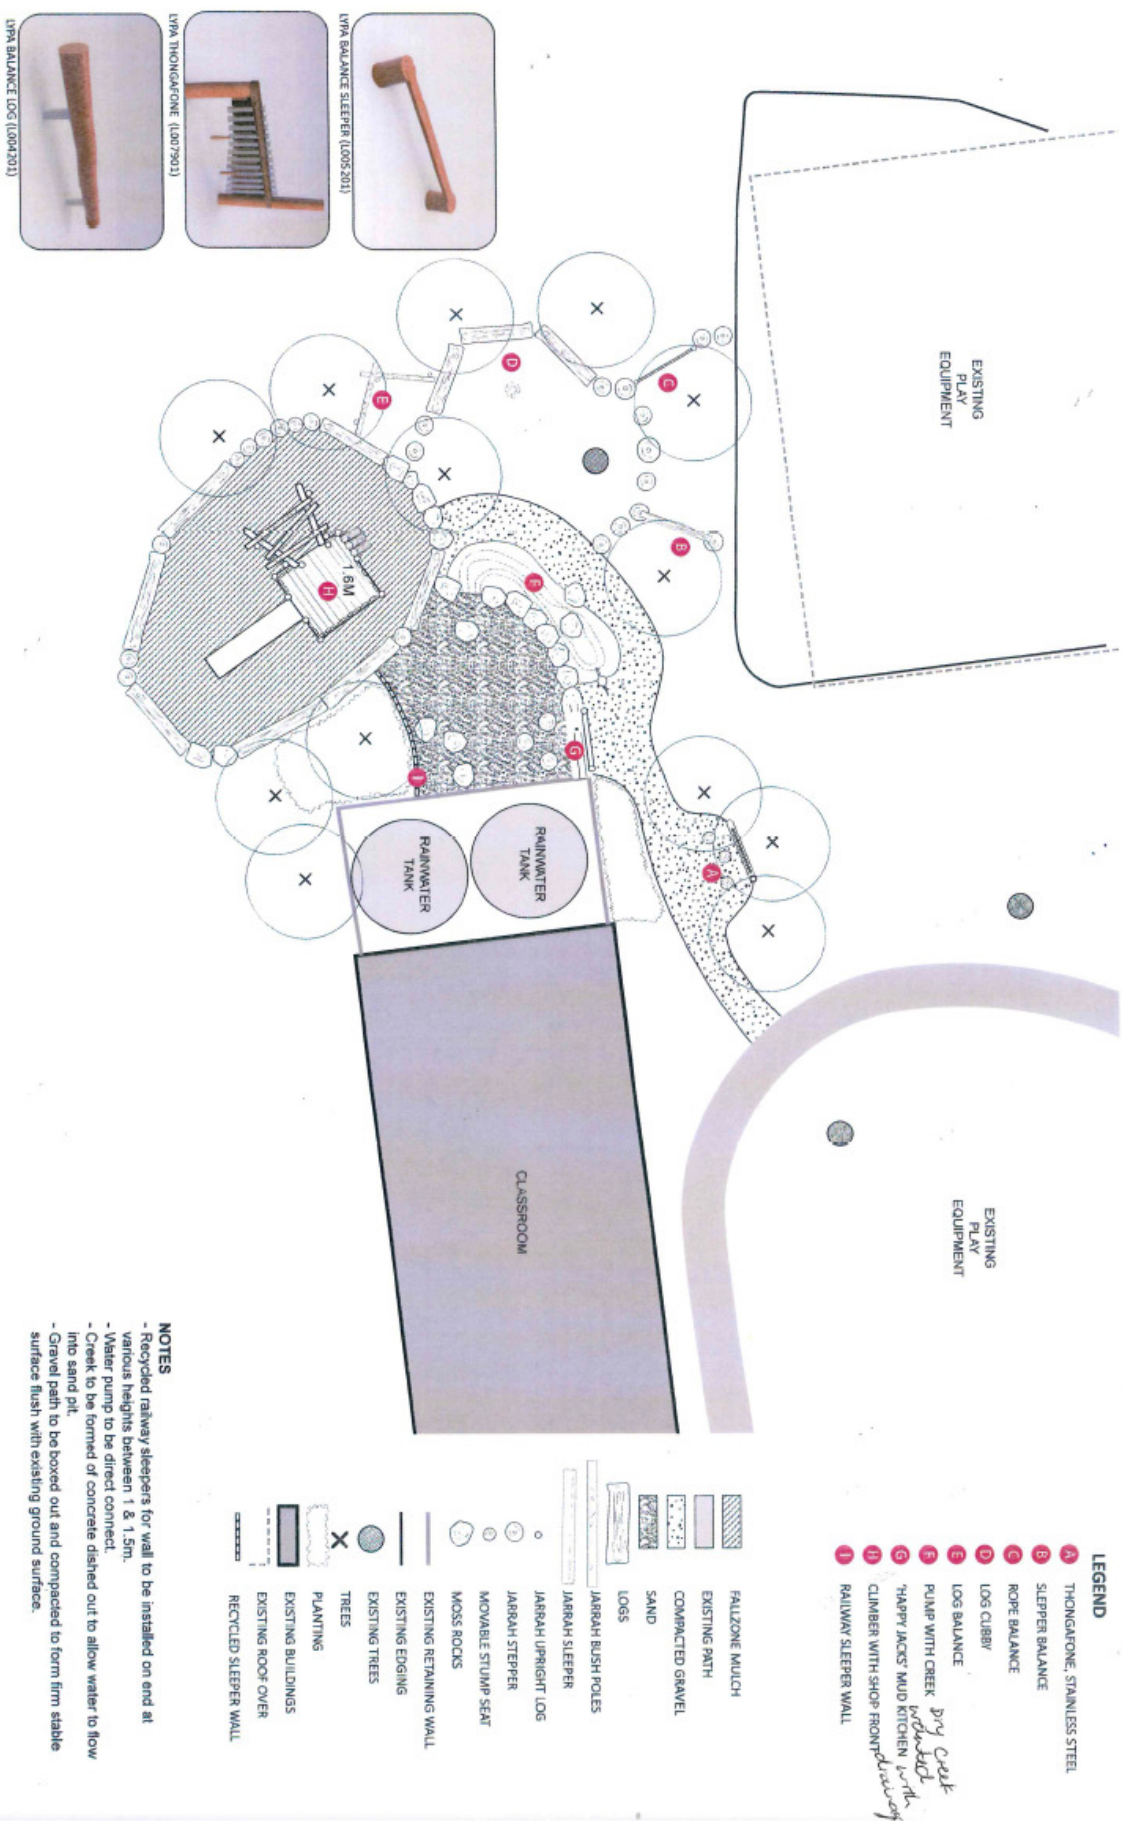 LYPA BALANCE SLEEPER (L005201)
LYPA THONGAFONE (L007901)
LYPA BALANCE LOG (L004201)
EXISTING
PLAY
EQUIPMENT
EXISTING
PLAY
EQUIPMENT
C
D
E
B
F
1.6M
H
G
I
A
RAINWATER
TANK
RAINWATER
TANK
CLASSROOM
LEGEND
A THONGAFONE, STAINLESS STEEL
B SLEPPER BALANCE
C ROPE BALANCE
D LOG CUBBY
E LOG BALANCE
F PUMP WITH CREEK
G 'HAPPY JACKS' MUD KITCHEN
H CLIMBER WITH SHOP FRONT
I RAILWAY SLEEPER WALL
Dry creek
wanted with
drainage
FALLZONE MULCH
EXISTING PATH
COMPACTED GRAVEL
SAND
LOGS
JARRAH BUSH POLES
JARRAH SLEEPER
JARRAH UPRIGHT LOG
JARRAH STEPPER
MOVABLE STUMP SEAT
MOSS ROCKS
EXISTING RETAINING WALL
EXISTING EDGING
EXISTING TREES
TREES
PLANTING
EXISTING BUILDINGS
EXISTING ROOF OVER
RECYCLED SLEEPER WALL
NOTES
- Recycled railway sleepers for wall to be installed on end at
various heights between 1 & 1.5m.
- Water pump to be direct connect.
- Creek to be formed of concrete dished out to allow water to flow
into sand pit.
- Gravel path to be boxed out and compacted to form firm stable
surface flush with existing ground surface.